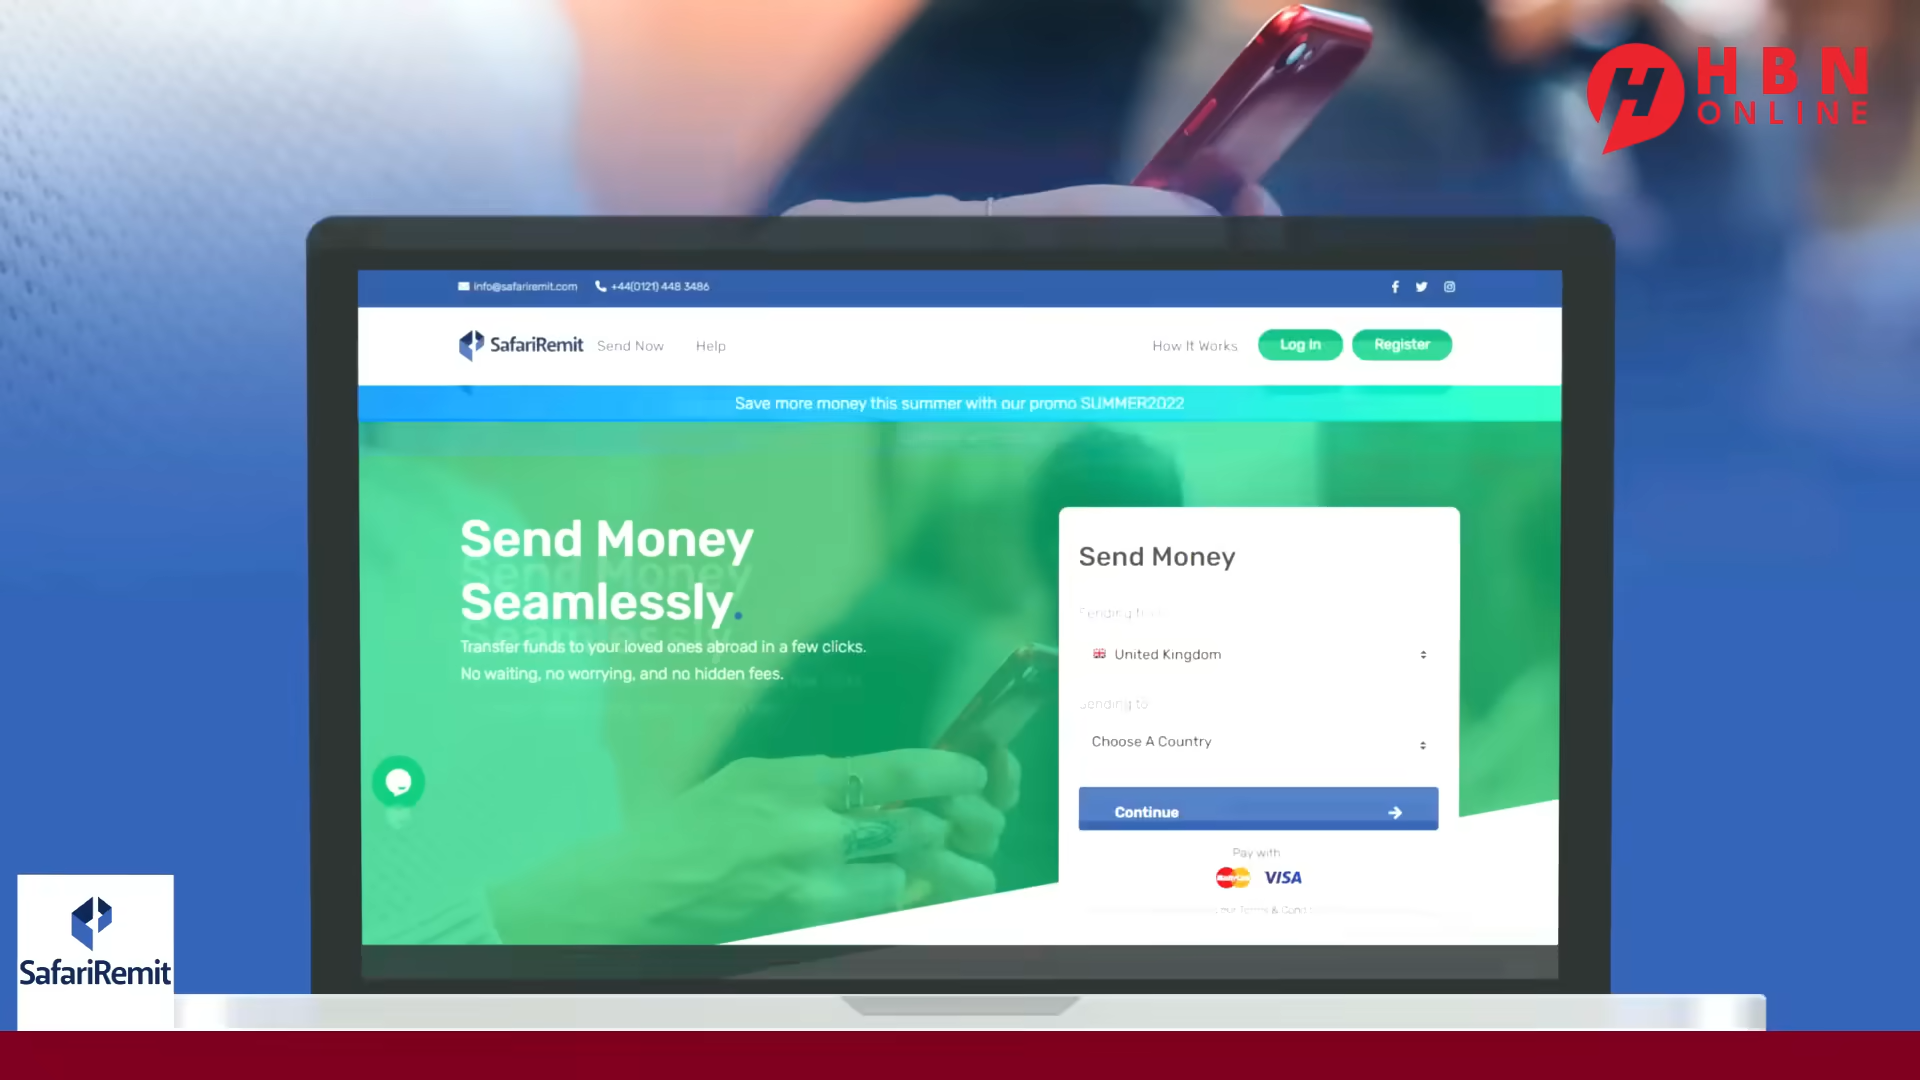 HBN
ONLINE
info@safariremit.com +44(0121) 448 3486
SafariRemit Send Now Help How It Works Log In Register
Save more money this summer with our promo SUMMER2022
Send Money
Seamlessly.
Transfer funds to your loved ones abroad in a few clicks.
No waiting, no worrying, and no hidden fees.
Send Money
Sending
United Kingdom
Sending to
Choose A Country
Continue
Pay with
VISA
SafariRemit